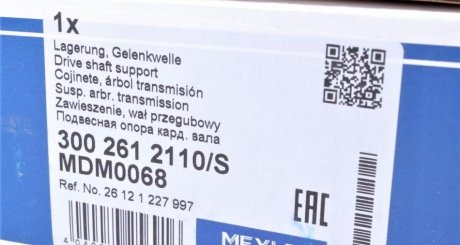 1x
Lagerung, Gelenkwelle
Drive shaft support
Cojinete, árbol transmisión
Susp. arbr. transmission
Zawieszenie, wał przegubowy
Подвесная опора кард. вала
300 261 2110/S
MDM0068
Ref. No. 26 12 1 227 997
EAC